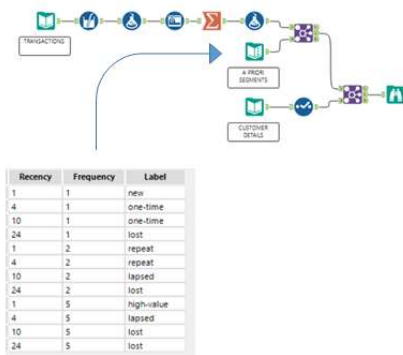 TRANSACTIONS
A PRIORI
SEGMENTS
CUSTOMER
DETAILS
Recency Frequency Label
1 1 new
4 1 one-time
10 1 one-time
24 1 lost
1 2 repeat
4 2 repeat
10 2 lapsed
24 2 lost
1 5 high-value
4 5 lapsed
10 5 lost
24 5 lost